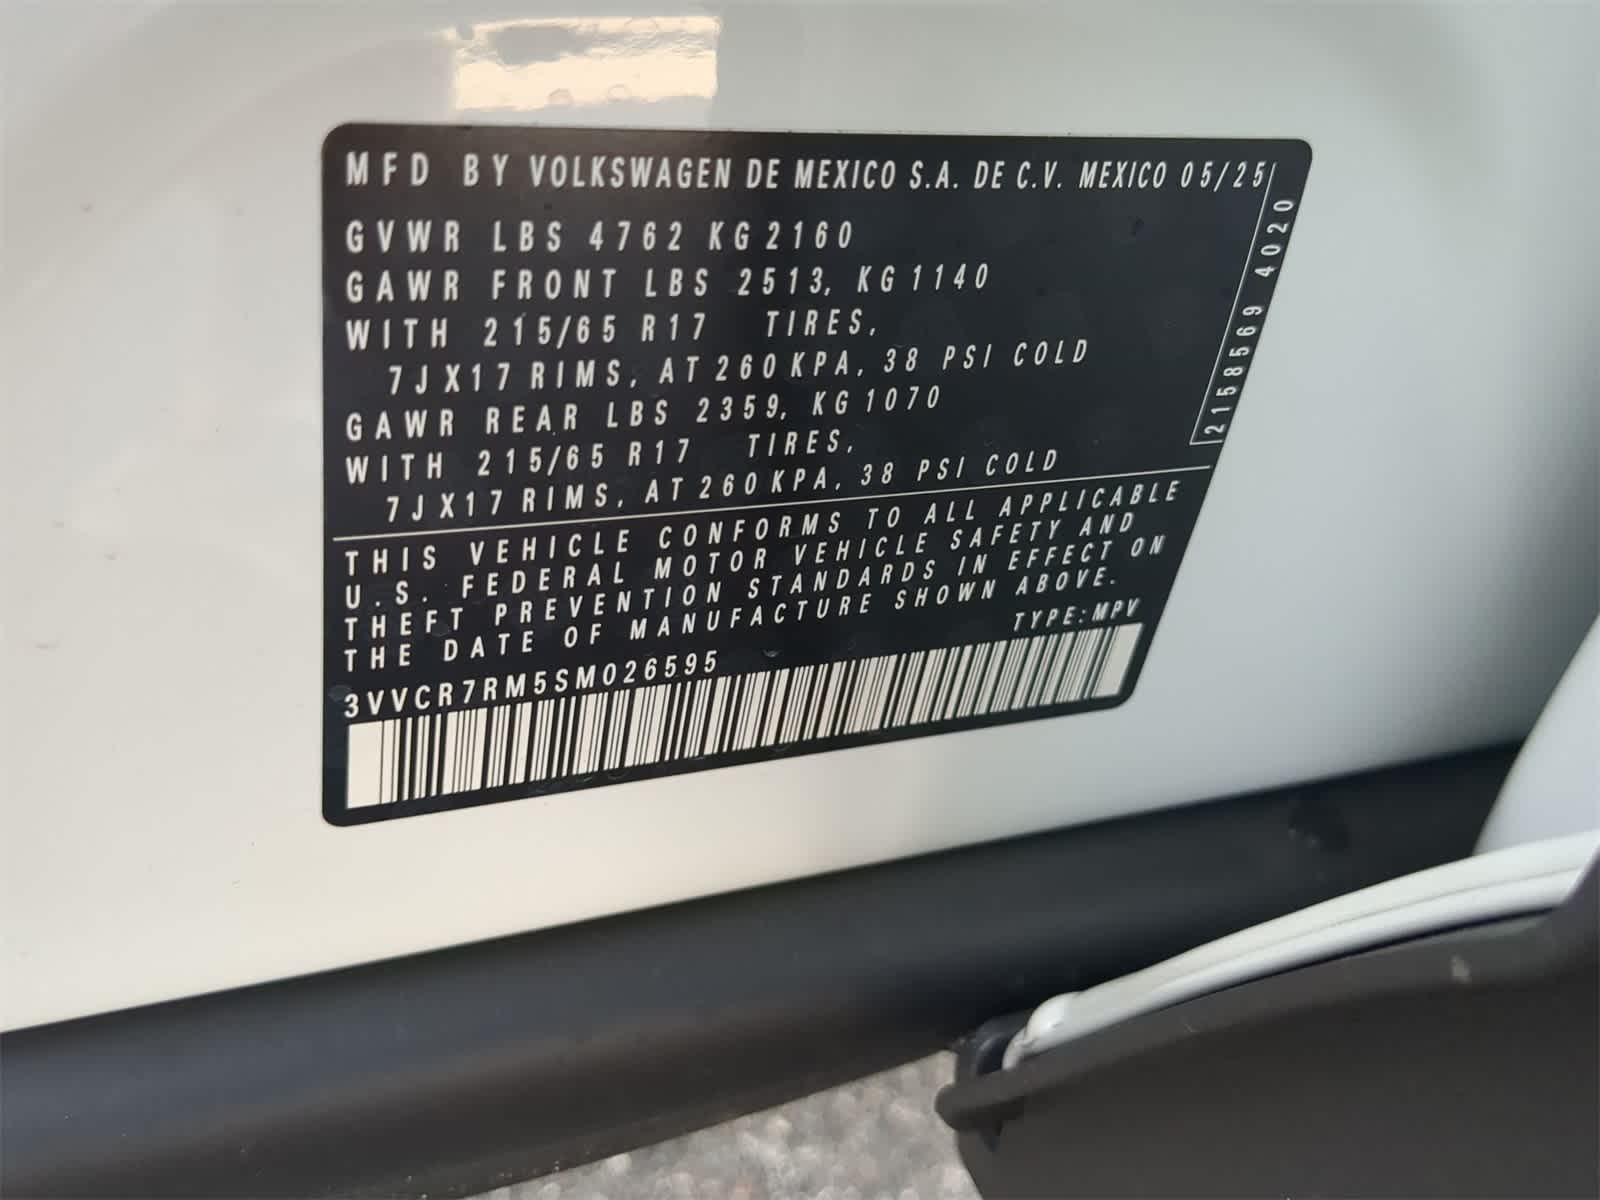 MFD BY VOLKSWAGEN DE MEXICO S.A. DE C.V. MEXICO 05/25
GVWR LBS 4762 KG 2160
GAWR FRONT LBS 2513, KG 1140
WITH 215/65 R17 TIRES,
7J X17 RIMS, AT 260 KPA, 38 PSI COLD
GAWR REAR LBS 2359, KG 1070
WITH 215/65 R17 TIRES,
7J X17 RIMS, AT 260 KPA, 38 PSI COLD
2158569 4020
THIS VEHICLE CONFORMS TO ALL APPLICABLE
U.S. FEDERAL MOTOR VEHICLE SAFETY AND
THEFT PREVENTION STANDARDS IN EFFECT ON
THE DATE OF MANUFACTURE SHOWN ABOVE.
TYPE: MPV
3VVCR7RM5SM026595